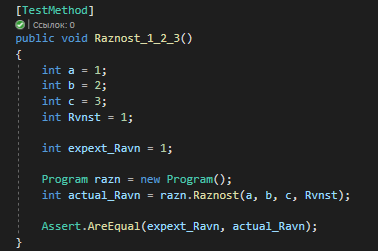 [TestMethod]
| Ссылок: 0
public void Raznost_1_2_3()
{
int a = 1;
int b = 2;
int c = 3;
int Rvnst = 1;
int expext_Ravn = 1;
Program razn = new Program();
int actual_Ravn = razn.Raznost(a, b, c, Rvnst);
Assert.AreEqual(expext_Ravn, actual_Ravn);
}